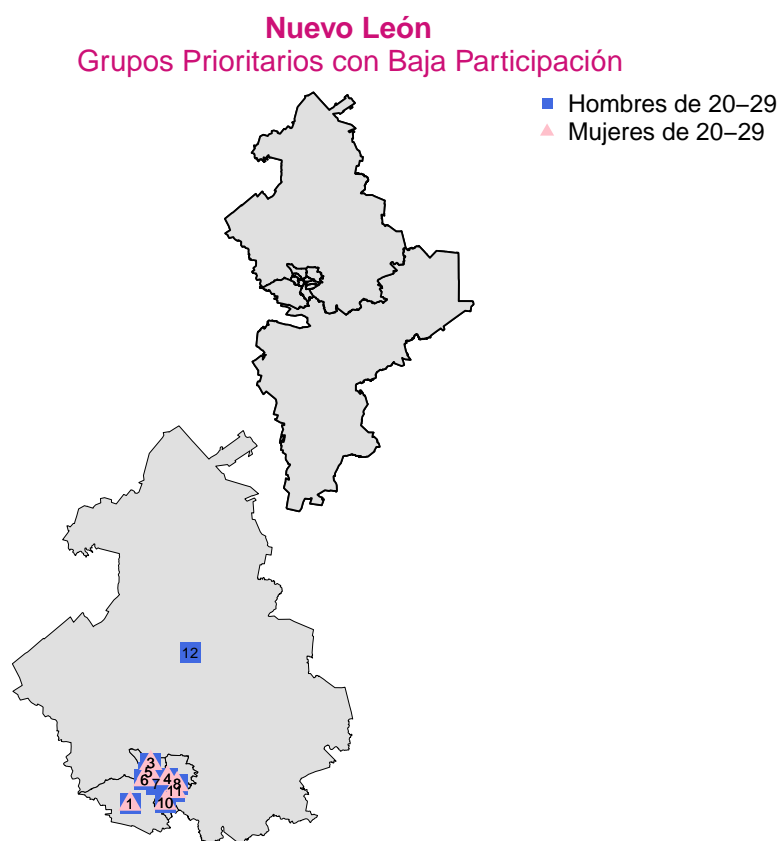 Nuevo León
Grupos Prioritarios con Baja Participación
Hombres de 20−29
Mujeres de 20−29
12
3
5
6
4
7
8
11
1
10